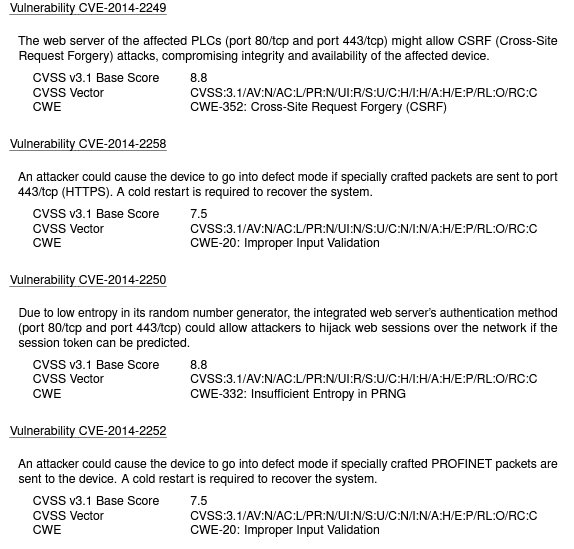 Vulnerability CVE-2014-2249
The web server of the affected PLCs (port 80/tcp and port 443/tcp) might allow CSRF (Cross-Site
Request Forgery) attacks, compromising integrity and availability of the affected device.
CVSS v3.1 Base Score 8.8
CVSS Vector CVSS:3.1/AV:N/AC:L/PR:N/UI:R/S:U/C:H/I:H/A:H/E:P/RL:O/RC:C
CWE CWE-352: Cross-Site Request Forgery (CSRF)
Vulnerability CVE-2014-2258
An attacker could cause the device to go into defect mode if specially crafted packets are sent to port
443/tcp (HTTPS). A cold restart is required to recover the system.
CVSS v3.1 Base Score 7.5
CVSS Vector CVSS:3.1/AV:N/AC:L/PR:N/UI:N/S:U/C:N/I:N/A:H/E:P/RL:O/RC:C
CWE CWE-20: Improper Input Validation
Vulnerability CVE-2014-2250
Due to low entropy in its random number generator, the integrated web server's authentication method
(port 80/tcp and port 443/tcp) could allow attackers to hijack web sessions over the network if the
session token can be predicted.
CVSS v3.1 Base Score 8.8
CVSS Vector CVSS:3.1/AV:N/AC:L/PR:N/UI:R/S:U/C:H/I:H/A:H/E:P/RL:O/RC:C
CWE CWE-332: Insufficient Entropy in PRNG
Vulnerability CVE-2014-2252
An attacker could cause the device to go into defect mode if specially crafted PROFINET packets are
sent to the device. A cold restart is required to recover the system.
CVSS v3.1 Base Score 7.5
CVSS Vector CVSS:3.1/AV:N/AC:L/PR:N/UI:N/S:U/C:N/I:N/A:H/E:P/RL:O/RC:C
CWE CWE-20: Improper Input Validation